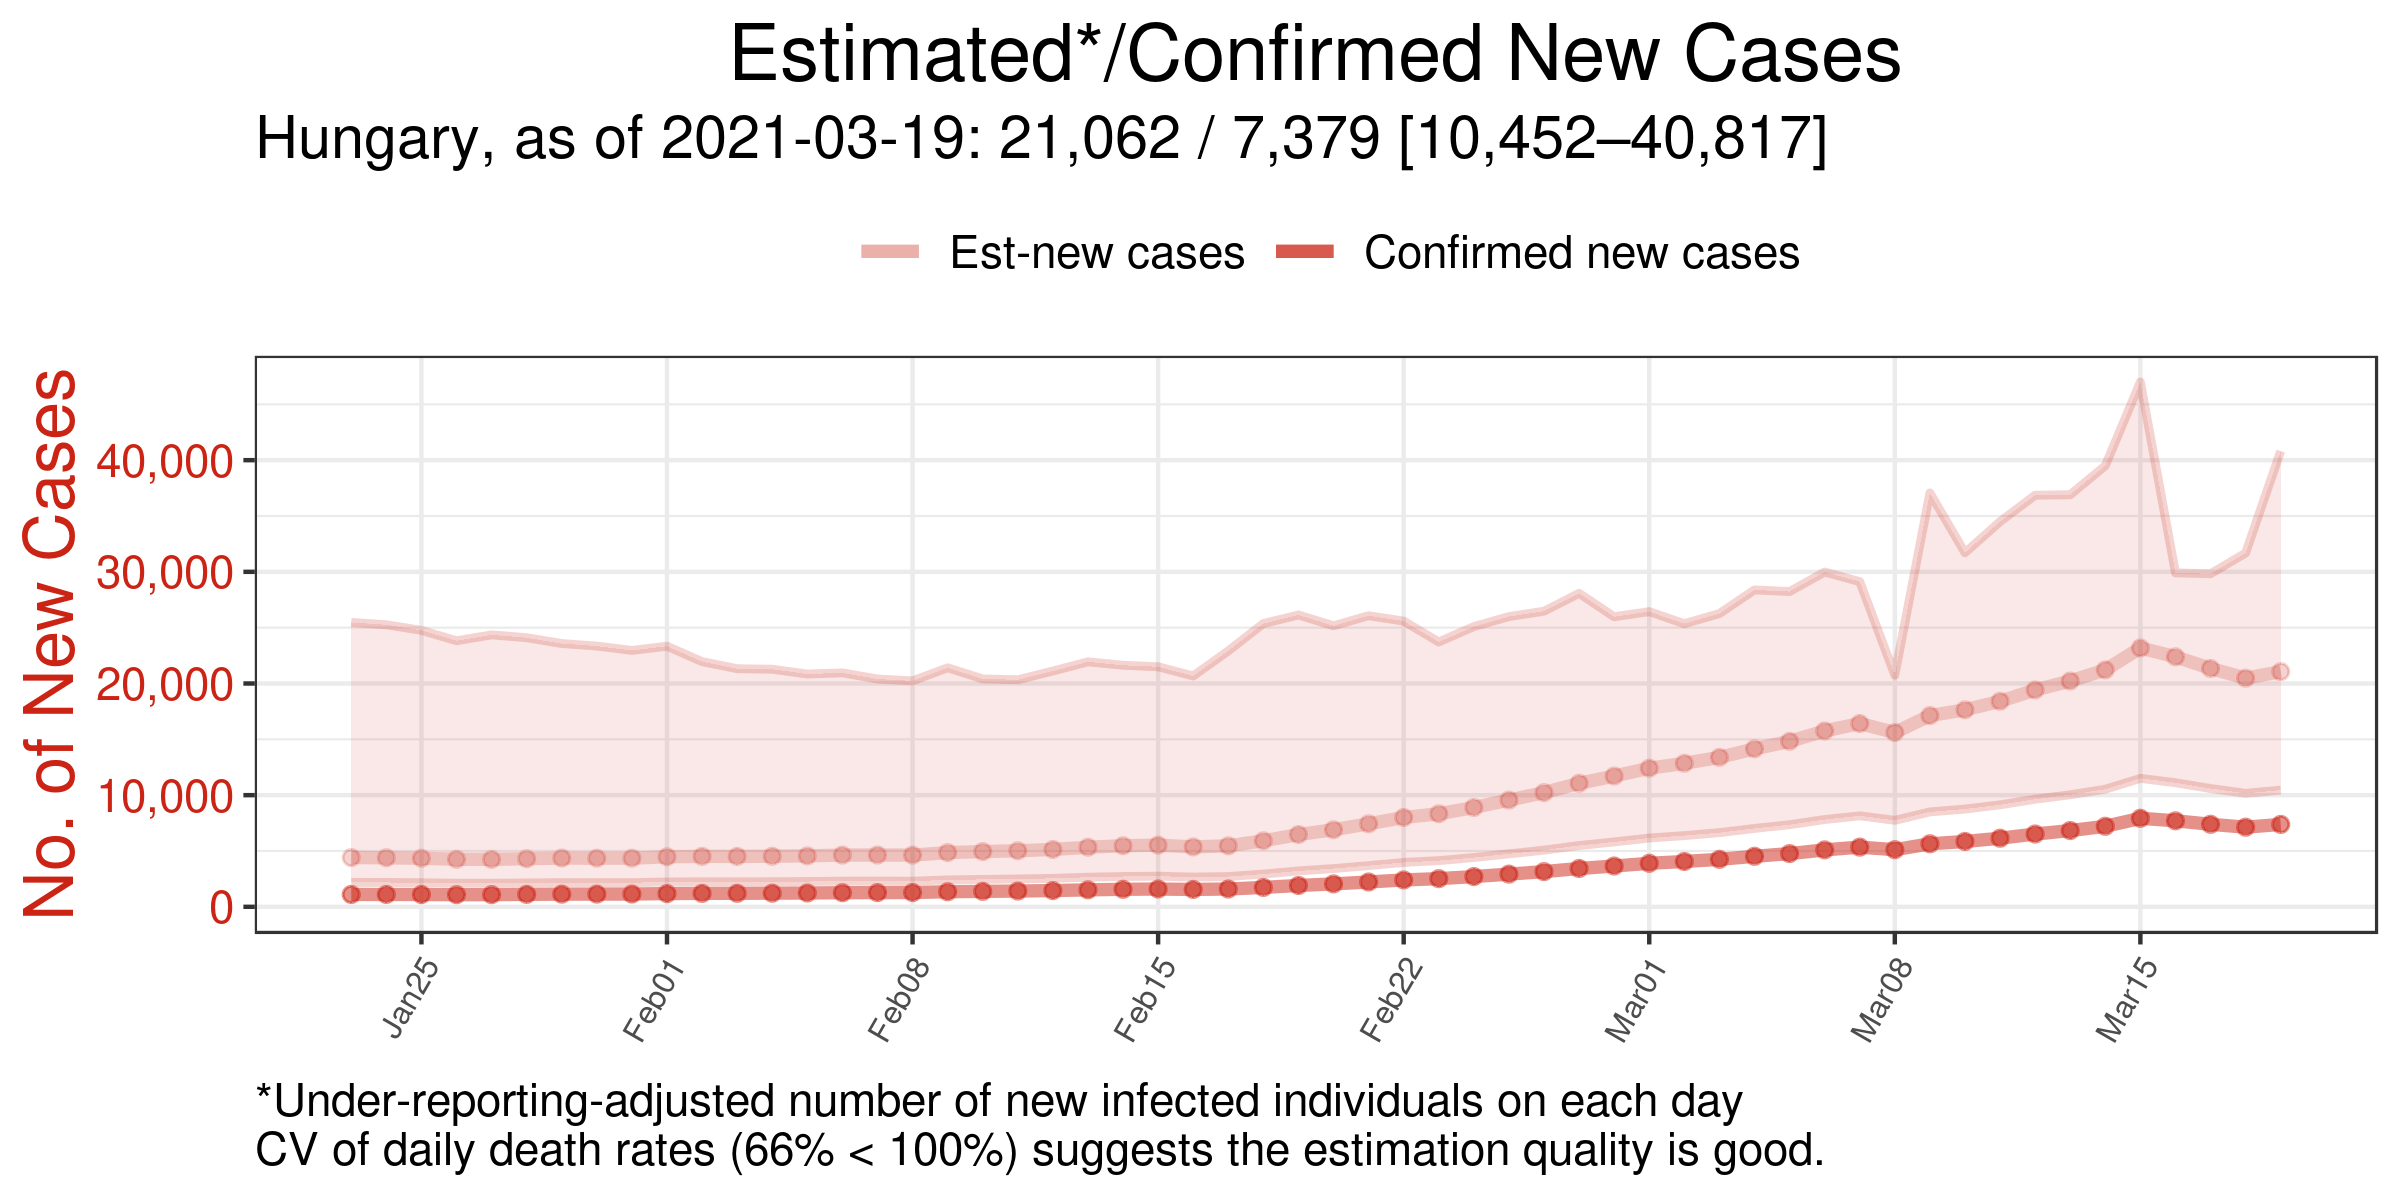 Estimated*/Confirmed New Cases
Hungary, as of 2021-03-19: 21,062 / 7,379 [10,452–40,817]
Est-new cases
Confirmed new cases
No. of New Cases
40,000
30,000
20,000
10,000
0
Jan25
Feb01
Feb08
Feb15
Feb22
Mar01
Mar08
Mar15
*Under-reporting-adjusted number of new infected individuals on each day
CV of daily death rates (66% < 100%) suggests the estimation quality is good.